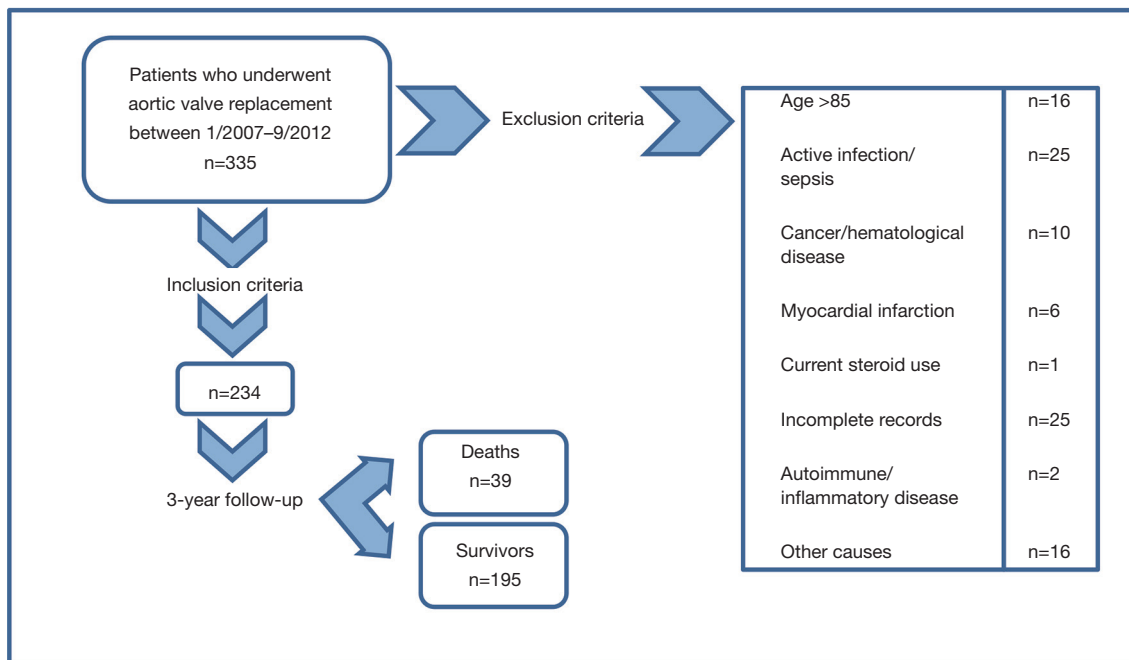 Patients who underwent
aortic valve replacement
between 1/2007–9/2012
n=335
Exclusion criteria
Age >85 n=16
Active infection/ n=25
sepsis
Cancer/hematological n=10
disease
Myocardial infarction n=6
Current steroid use n=1
Incomplete records n=25
Autoimmune/ n=2
inflammatory disease
Other causes n=16
Inclusion criteria
n=234
3-year follow-up
Deaths
n=39
Survivors
n=195